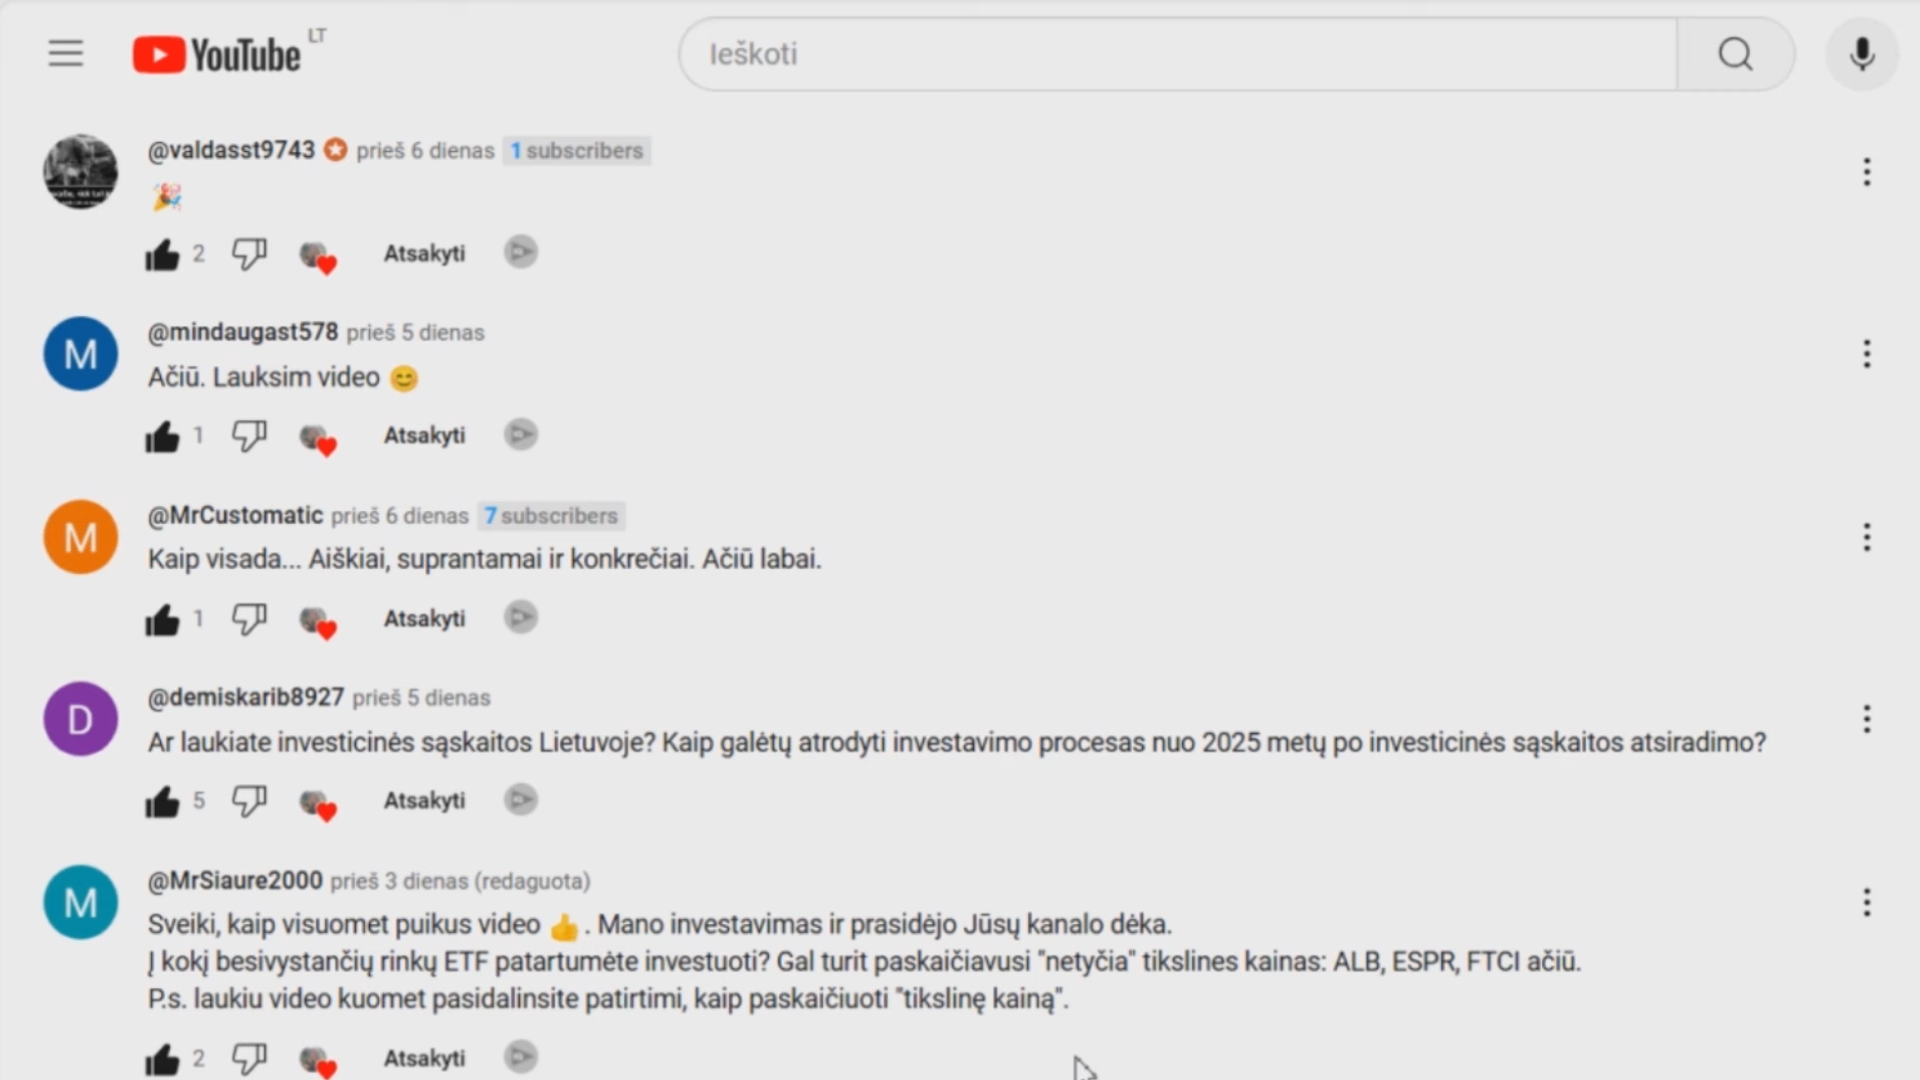 YouTube LT
Ieškoti
@valdasst9743 prieš 6 dienas 1 subscribers
🎉
2 Atsakyti
M
@mindaugast578 prieš 5 dienas
Ačiū. Lauksim video 😊
1 Atsakyti
M
@MrCustomatic prieš 6 dienas 7 subscribers
Kaip visada... Aiškiai, suprantamai ir konkrečiai. Ačiū labai.
1 Atsakyti
D
@demiskarib8927 prieš 5 dienas
Ar laukiate investicinės sąskaitos Lietuvoje? Kaip galėtų atrodyti investavimo procesas nuo 2025 metų po investicinės sąskaitos atsiradimo?
5 Atsakyti
M
@MrSiaure2000 prieš 3 dienas (redaguota)
Sveiki, kaip visuomet puikus video 👍. Mano investavimas ir prasidėjo Jūsų kanalo dėka.
Į kokį besivystančių rinkų ETF patartumėte investuoti? Gal turit paskaičiavusi "netyčia" tikslines kainas: ALB, ESPR, FTCI ačiū.
P.s. laukiu video kuomet pasidalinsite patirtimi, kaip paskaičiuoti "tikslinę kainą".
2 Atsakyti